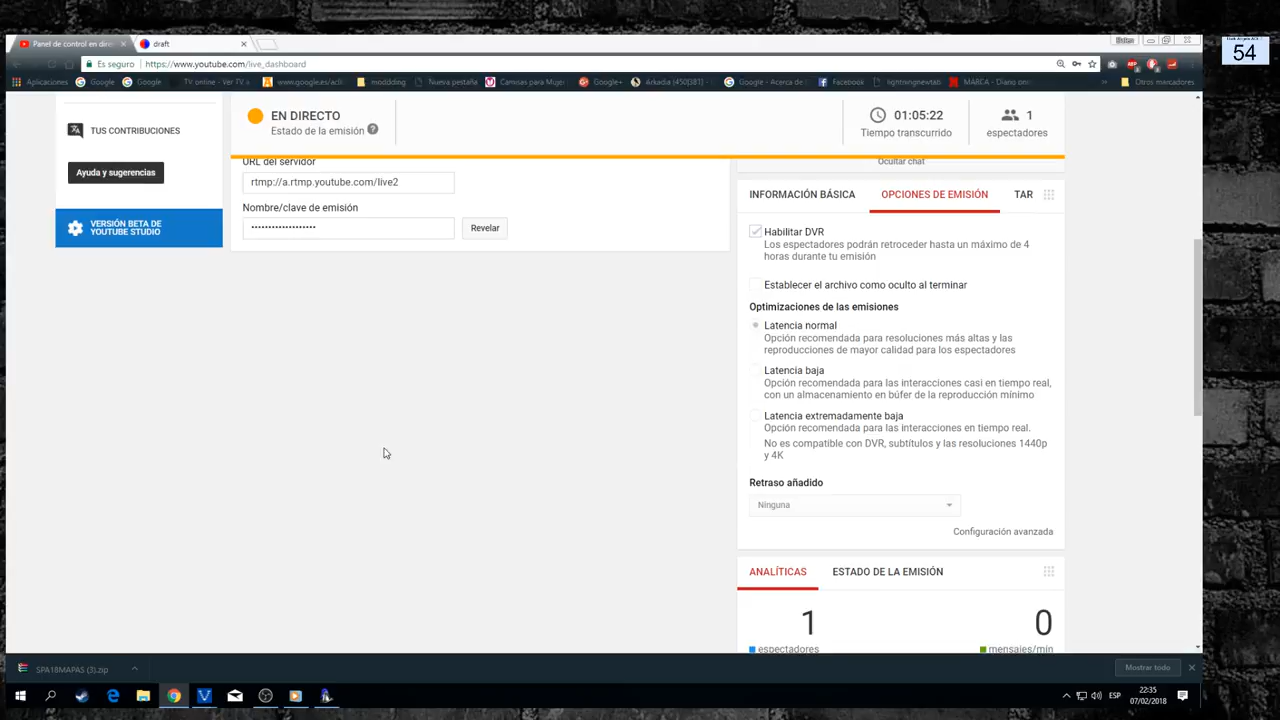 Panel de control en dire
draft
54
Es seguro
https://www.youtube.com/live_dashboard
Aplicaciones
Google
Google
TV online - Ver TV a
www.google.es/acli
moddding
Nueva pestaña
Camisas para Muje
Google+
Arkadia (450f381)
Google - Acerca de
Facebook
rightningnewtab
MARCA - Diario onl
Otros marcadores
TUS CONTRIBUCIONES
Ayuda y sugerencias
VERSIÓN BETA DE
YOUTUBE STUDIO
EN DIRECTO
Estado de la emisión
01:05:22
Tiempo transcurrido
1
espectadores
URL del servidor
rtmp://a.rtmp.youtube.com/live2
Nombre/clave de emisión
Revelar
Ocultar chat
INFORMACIÓN BÁSICA
OPCIONES DE EMISIÓN
TAR
Habilitar DVR
Los espectadores podrán retroceder hasta un máximo de 4
horas durante tu emisión
Establecer el archivo como oculto al terminar
Optimizaciones de las emisiones
Latencia normal
Opción recomendada para resoluciones más altas y las
reproducciones de mayor calidad para los espectadores
Latencia baja
Opción recomendada para las interacciones casi en tiempo real,
con un almacenamiento en búfer de la reproducción mínimo
Latencia extremadamente baja
Opción recomendada para las interacciones en tiempo real.
No es compatible con DVR, subtítulos y las resoluciones 1440p
y 4K
Retraso añadido
Ninguna
Configuración avanzada
ANALÍTICAS
ESTADO DE LA EMISIÓN
1
0
espectadores
mensajes/min
SPA18MAPAS (3).zip
Mostrar todo
ESP
22:35
07/02/2018